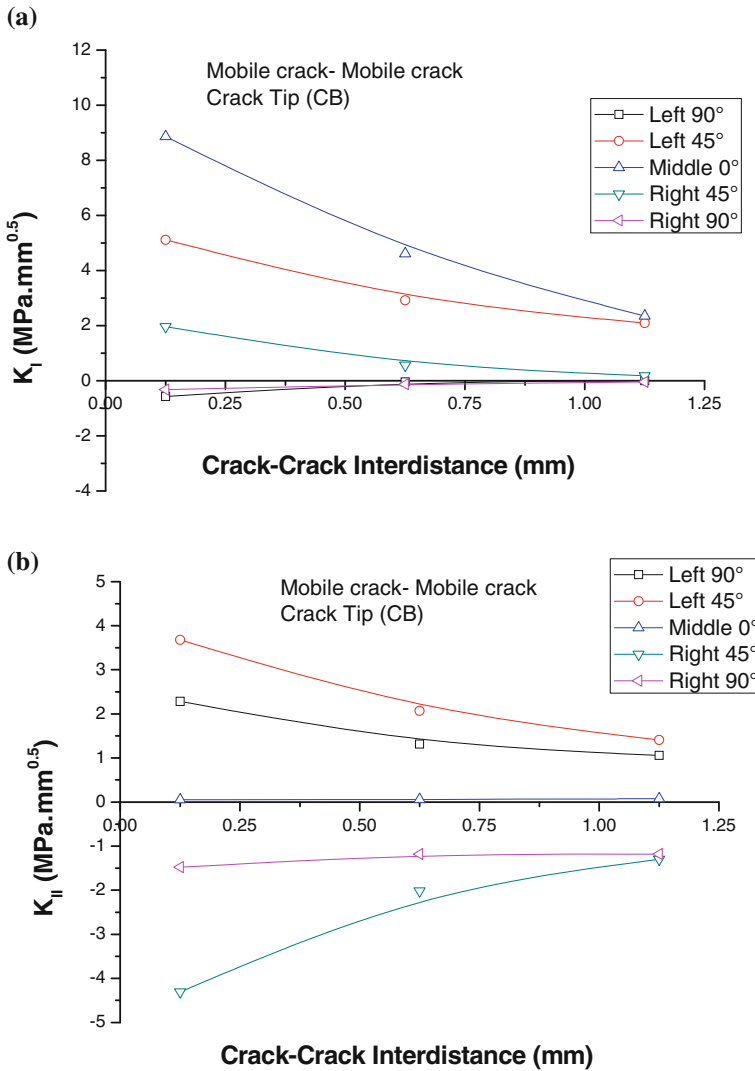 (a)
12
10
8
6
4
2
0
-2
-4
K_I (MPa.mm^0.5)
Mobile crack- Mobile crack
Crack Tip (CB)
Left 90°
Left 45°
Middle 0°
Right 45°
Right 90°
0.00 0.25 0.50 0.75 1.00 1.25
Crack-Crack Interdistance (mm)
(b)
5
4
3
2
1
0
-1
-2
-3
-4
-5
K_II (MPa.mm^0.5)
Mobile crack- Mobile crack
Crack Tip (CB)
Left 90°
Left 45°
Middle 0°
Right 45°
Right 90°
0.00 0.25 0.50 0.75 1.00 1.25
Crack-Crack Interdistance (mm)